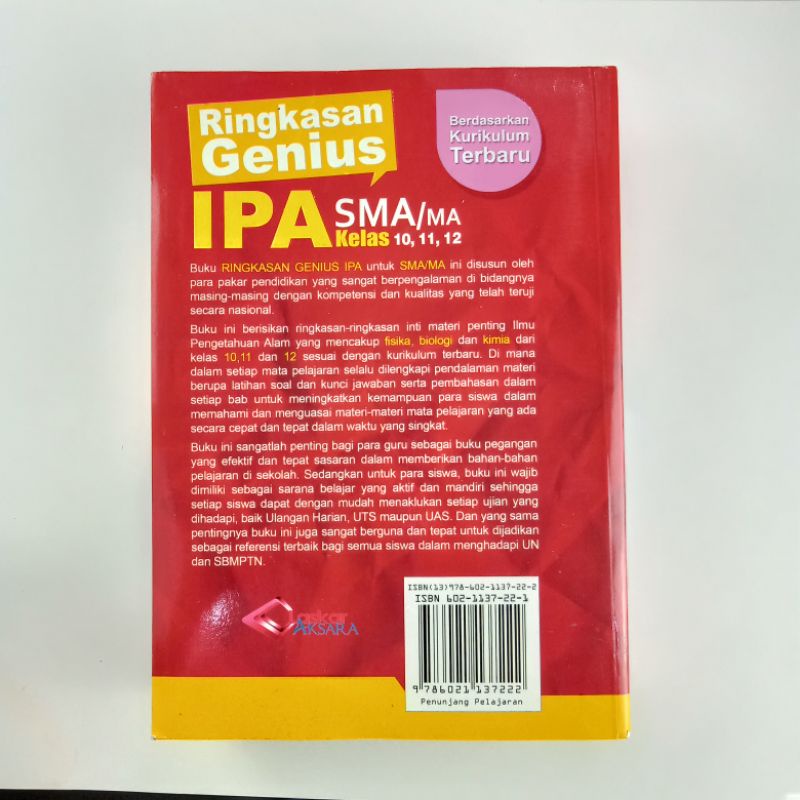 Ringkasan
Genius
Berdasarkan
Kurikulum
Terbaru
IPA SMA/MA
Kelas 10, 11, 12
Buku RINGKASAN GENIUS IPA untuk SMA/MA ini disusun oleh
para pakar pendidikan yang sangat berpengalaman di bidangnya
masing-masing dengan kompetensi dan kualitas yang telah teruji
secara nasional.
Buku ini berisikan ringkasan-ringkasan inti materi penting Ilmu
Pengetahuan Alam yang mencakup fisika, biologi dan kimia dari
kelas 10,11 dan 12 sesuai dengan kurikulum terbaru. Di mana
dalam setiap mata pelajaran selalu dilengkapi pendalaman materi
berupa latihan soal dan kunci jawaban serta pembahasan dalam
setiap bab untuk meningkatkan kemampuan para siswa dalam
memahami dan menguasai materi-materi mata pelajaran yang ada
secara cepat dan tepat dalam waktu yang singkat.
Buku ini sangatlah penting bagi para guru sebagai buku pegangan
yang efektif dan tepat sasaran dalam memberikan bahan-bahan
pelajaran di sekolah. Sedangkan untuk para siswa, buku ini wajib
dimiliki sebagai sarana belajar yang aktif dan mandiri sehingga
setiap siswa dapat dengan mudah menaklukan setiap ujian yang
dihadapi, baik Ulangan Harian, UTS maupun UAS. Dan yang sama
pentingnya buku ini juga sangat berguna dan tepat untuk dijadikan
sebagai referensi terbaik bagi semua siswa dalam menghadapi UN
dan SBMPTN.
Laskar
AKSARA
ISBN(13)978-602-1137-22-2
ISBN 602-1137-22-1
9 786021 137222
Penunjang Pelajaran